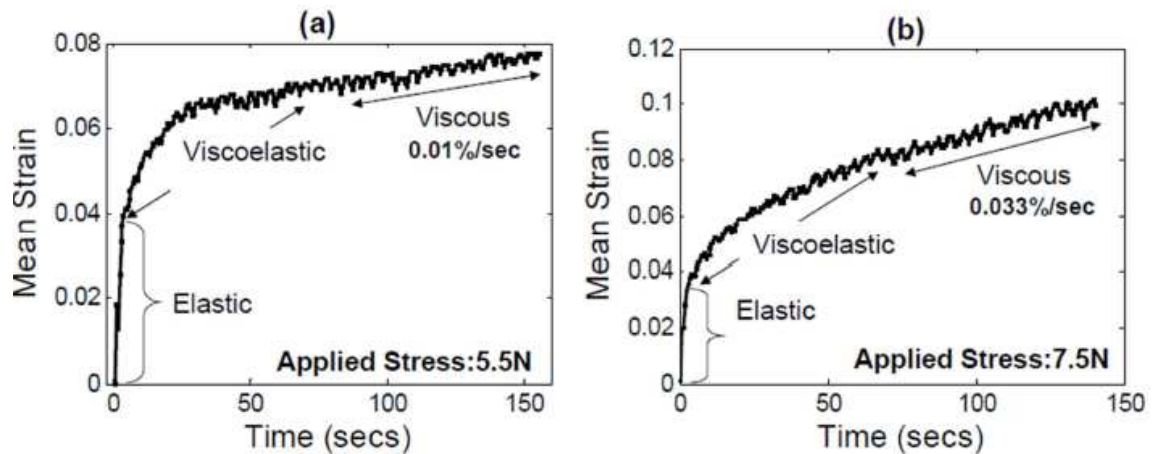 (a)
Mean Strain
0.08
0.06
0.04
0.02
0
Viscoelastic
Viscous
0.01%/sec
Elastic
Applied Stress:5.5N
0
50
100
150
Time (secs)
(b)
Mean Strain
0.12
0.1
0.08
0.06
0.04
0.02
0
Viscous
0.033%/sec
Viscoelastic
Elastic
Applied Stress:7.5N
0
50
100
150
Time (secs)